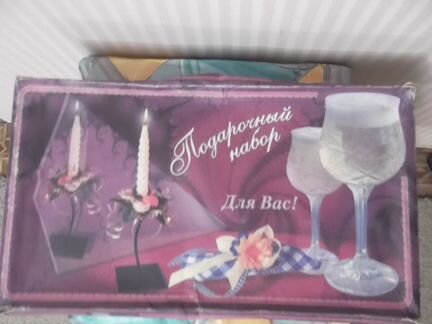 Подарочный
набор
Для Вас!